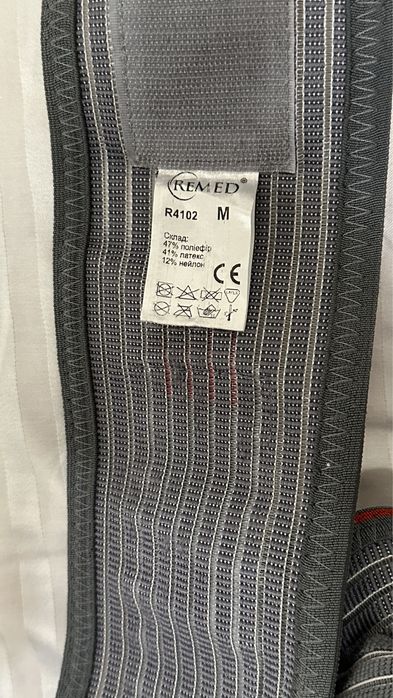 REMED®
R4102 M
Склад:
47% поліефір
41% латекс
12% нейлон
CE